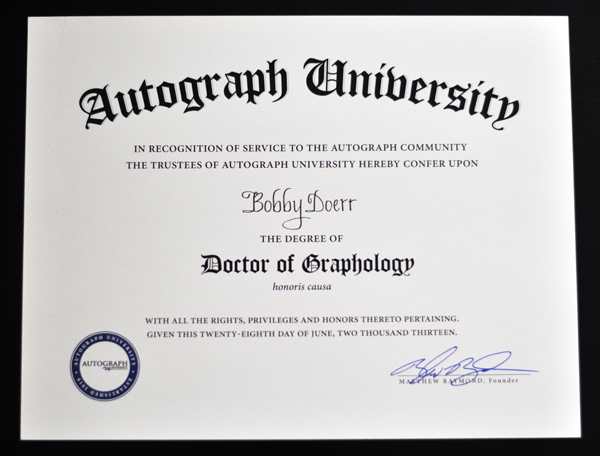 Autograph University
IN RECOGNITION OF SERVICE TO THE AUTOGRAPH COMMUNITY
THE TRUSTEES OF AUTOGRAPH UNIVERSITY HEREBY CONFER UPON
Bobby Doerr
THE DEGREE OF
Doctor of Graphology
honoris causa
WITH ALL THE RIGHTS, PRIVILEGES AND HONORS THERETO PERTAINING.
GIVEN THIS TWENTY-EIGHTH DAY OF JUNE, TWO THOUSAND THIRTEEN.
AUTOGRAPH UNIVERSITY
AUTOGRAPH
MATTHEW RAYMOND, Founder